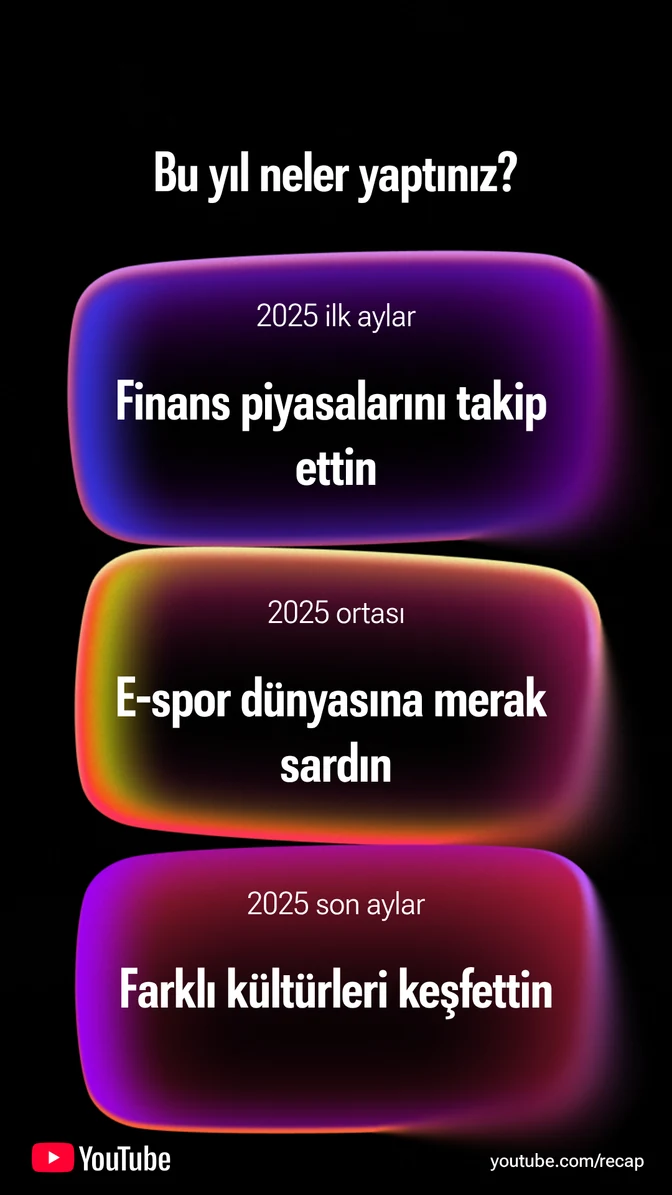 Bu yıl neler yaptınız?
2025 ilk aylar
Finans piyasalarını takip
ettin
2025 ortası
E-spor dünyasına merak
sardın
2025 son aylar
Farklı kültürleri keşfettin
YouTube
youtube.com/recap